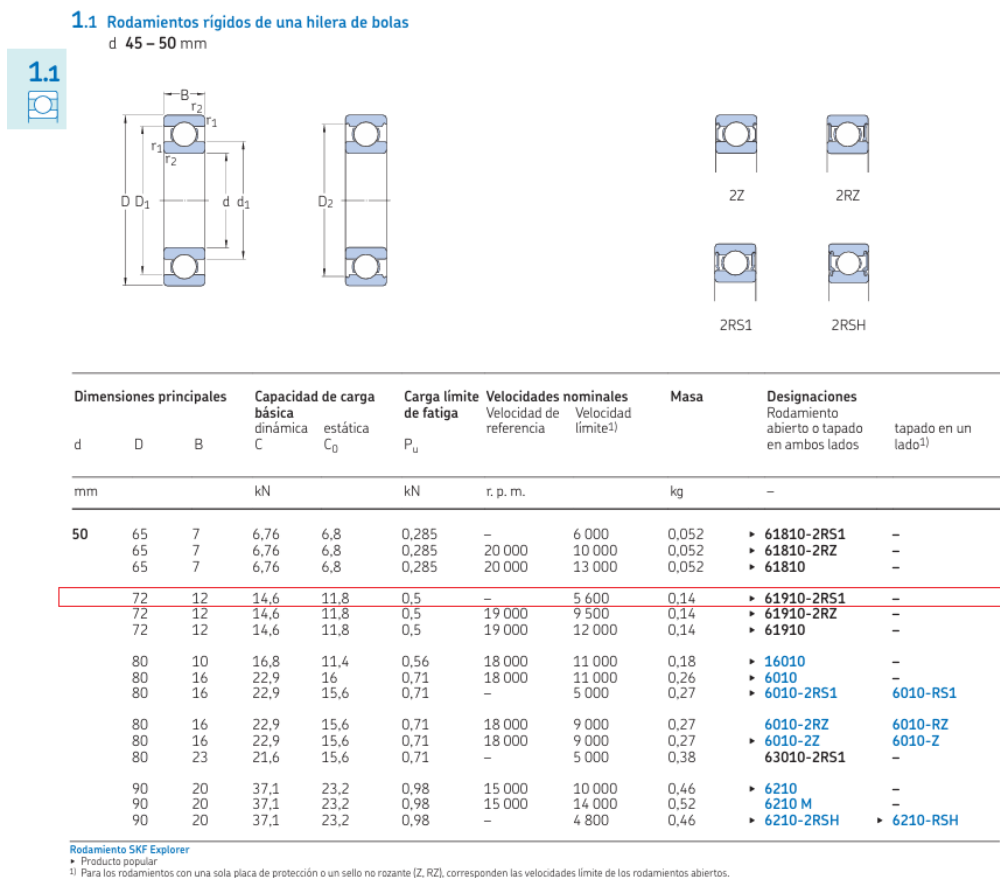 1.1 Rodamientos rígidos de una hilera de bolas
d 45 – 50 mm
1.1
B
r2
r1
r1
r2
D D1 d d1
D2
2Z 2RZ
2RS1 2RSH
Dimensiones principales Capacidad de carga Carga límite Velocidades nominales Masa Designaciones
básica de fatiga Velocidad de Velocidad Rodamiento
dinámica estática referencia límite1) abierto o tapado tapado en un
d D B C C0 Pu en ambos lados lado1)
mm kN kN r. p. m. kg –
50 65 7 6,76 6,8 0,285 – 6 000 0,052 ▸ 61810-2RS1 –
65 7 6,76 6,8 0,285 20 000 10 000 0,052 ▸ 61810-2RZ –
65 7 6,76 6,8 0,285 20 000 13 000 0,052 ▸ 61810 –
72 12 14,6 11,8 0,5 – 5 600 0,14 ▸ 61910-2RS1 –
72 12 14,6 11,8 0,5 19 000 9 500 0,14 ▸ 61910-2RZ –
72 12 14,6 11,8 0,5 19 000 12 000 0,14 ▸ 61910 –
80 10 16,8 11,4 0,56 18 000 11 000 0,18 ▸ 16010 –
80 16 22,9 16 0,71 18 000 11 000 0,26 ▸ 6010 –
80 16 22,9 15,6 0,71 – 5 000 0,27 ▸ 6010-2RS1 6010-RS1
80 16 22,9 15,6 0,71 18 000 9 000 0,27 6010-2RZ 6010-RZ
80 16 22,9 15,6 0,71 18 000 9 000 0,27 ▸ 6010-2Z 6010-Z
80 23 21,6 15,6 0,71 – 5 000 0,38 63010-2RS1 –
90 20 37,1 23,2 0,98 15 000 10 000 0,46 ▸ 6210 –
90 20 37,1 23,2 0,98 15 000 14 000 0,52 6210 M –
90 20 37,1 23,2 0,98 – 4 800 0,46 ▸ 6210-2RSH ▸ 6210-RSH
Rodamiento SKF Explorer
▸ Producto popular
1) Para los rodamientos con una sola placa de protección o un sello no rozante (Z, RZ), corresponden las velocidades límite de los rodamientos abiertos.